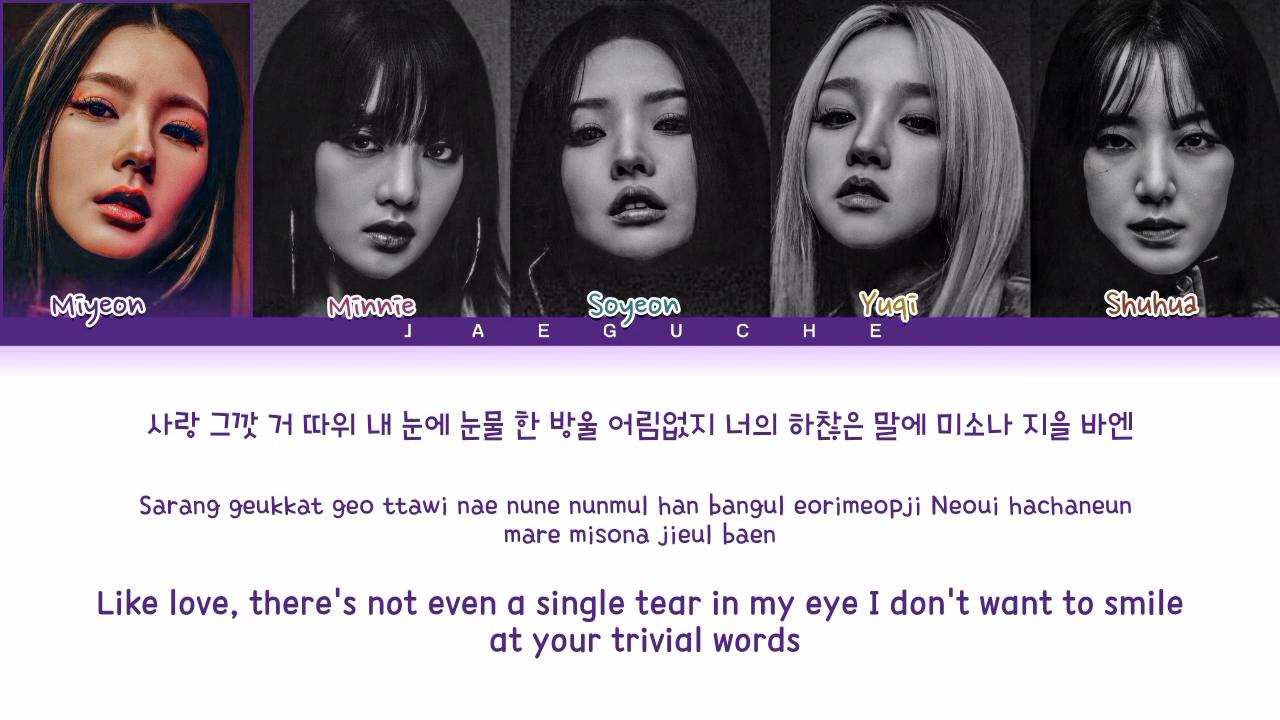 Miyeon Minnie Soyeon Yuqi Shuhua
JAEGUCHE
사랑 그깟 거 따위 내 눈에 눈물 한 방울 어림없지 너의 하찮은 말에 미소나 지을 바엔
Sarang geukkat geo ttawi nae nune nunmul han bangul eorimeopji Neoui hachaneun
mare misona jieul baen
Like love, there's not even a single tear in my eye I don't want to smile
at your trivial words